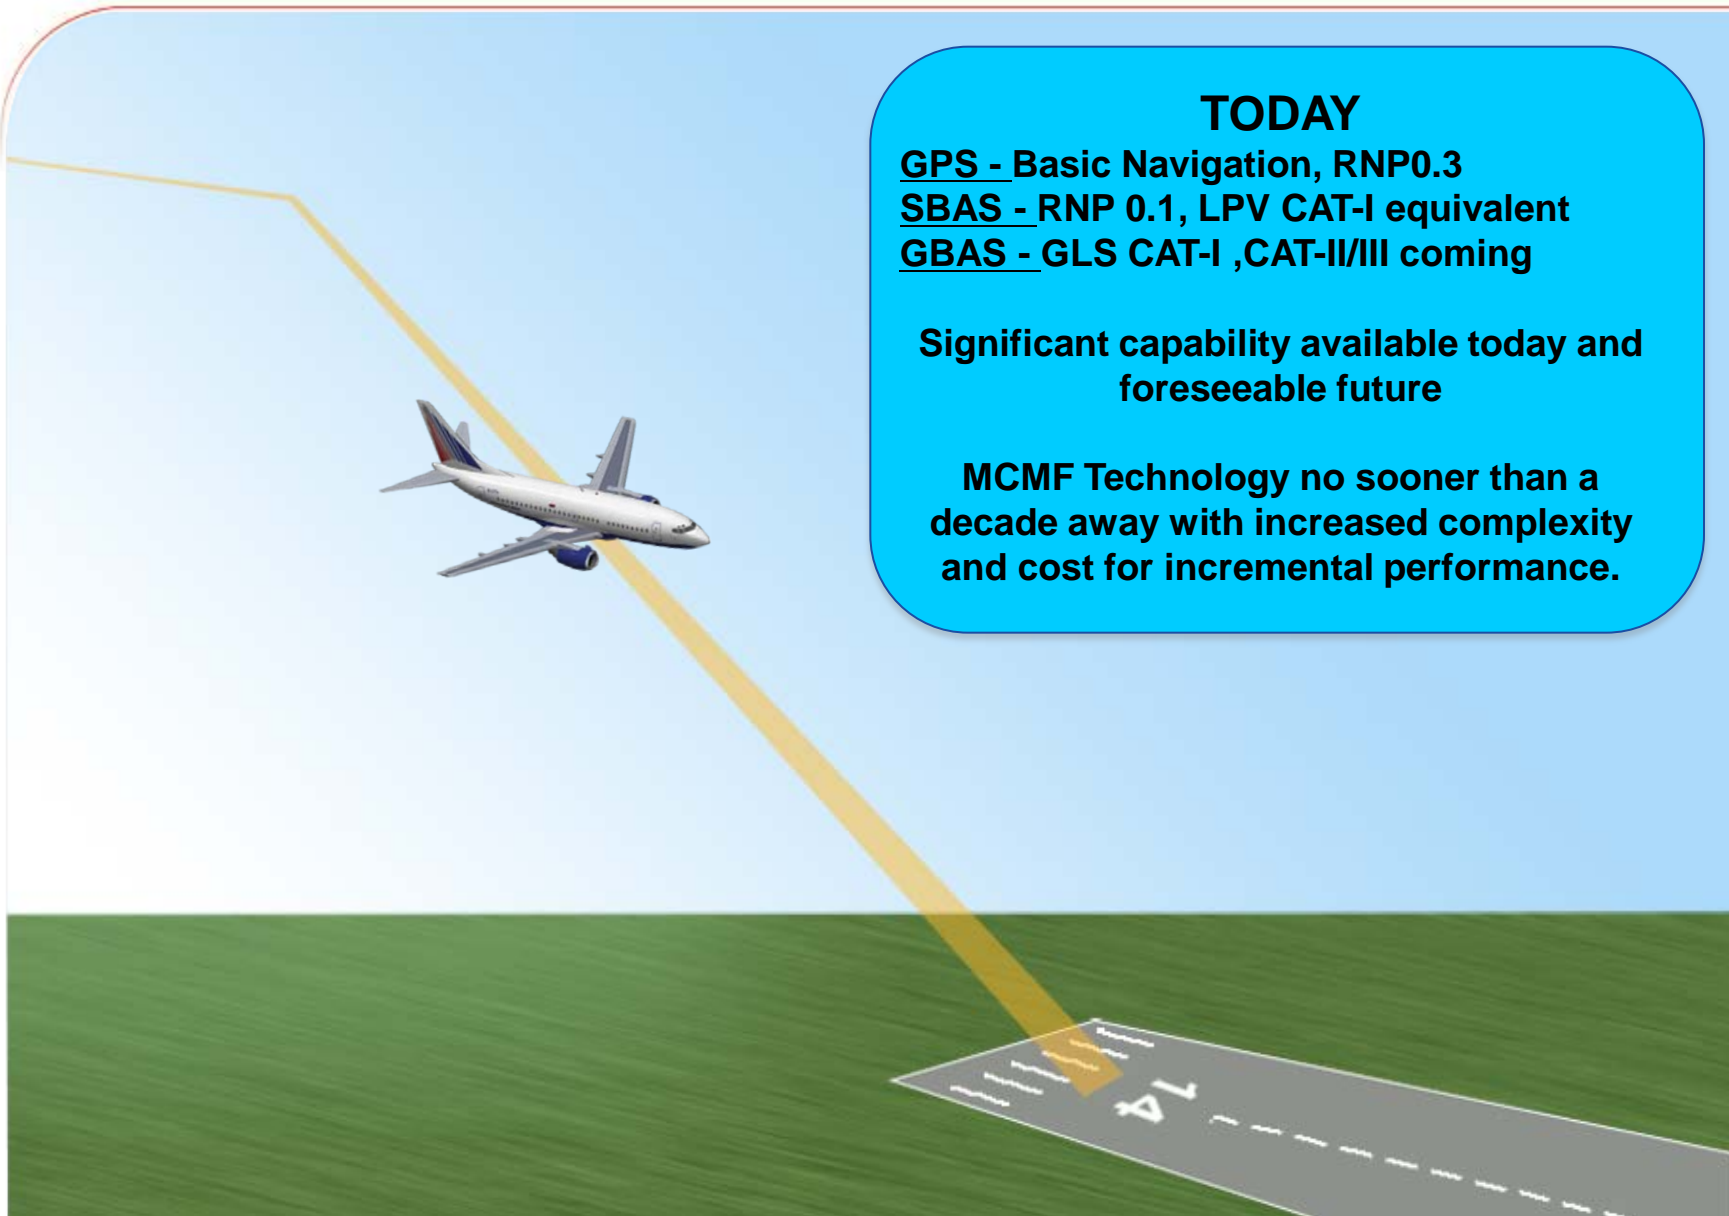 TODAY
GPS - Basic Navigation, RNP0.3
SBAS - RNP 0.1, LPV CAT-I equivalent
GBAS - GLS CAT-I ,CAT-II/III coming
Significant capability available today and
foreseeable future
MCMF Technology no sooner than a
decade away with increased complexity
and cost for incremental performance.
14